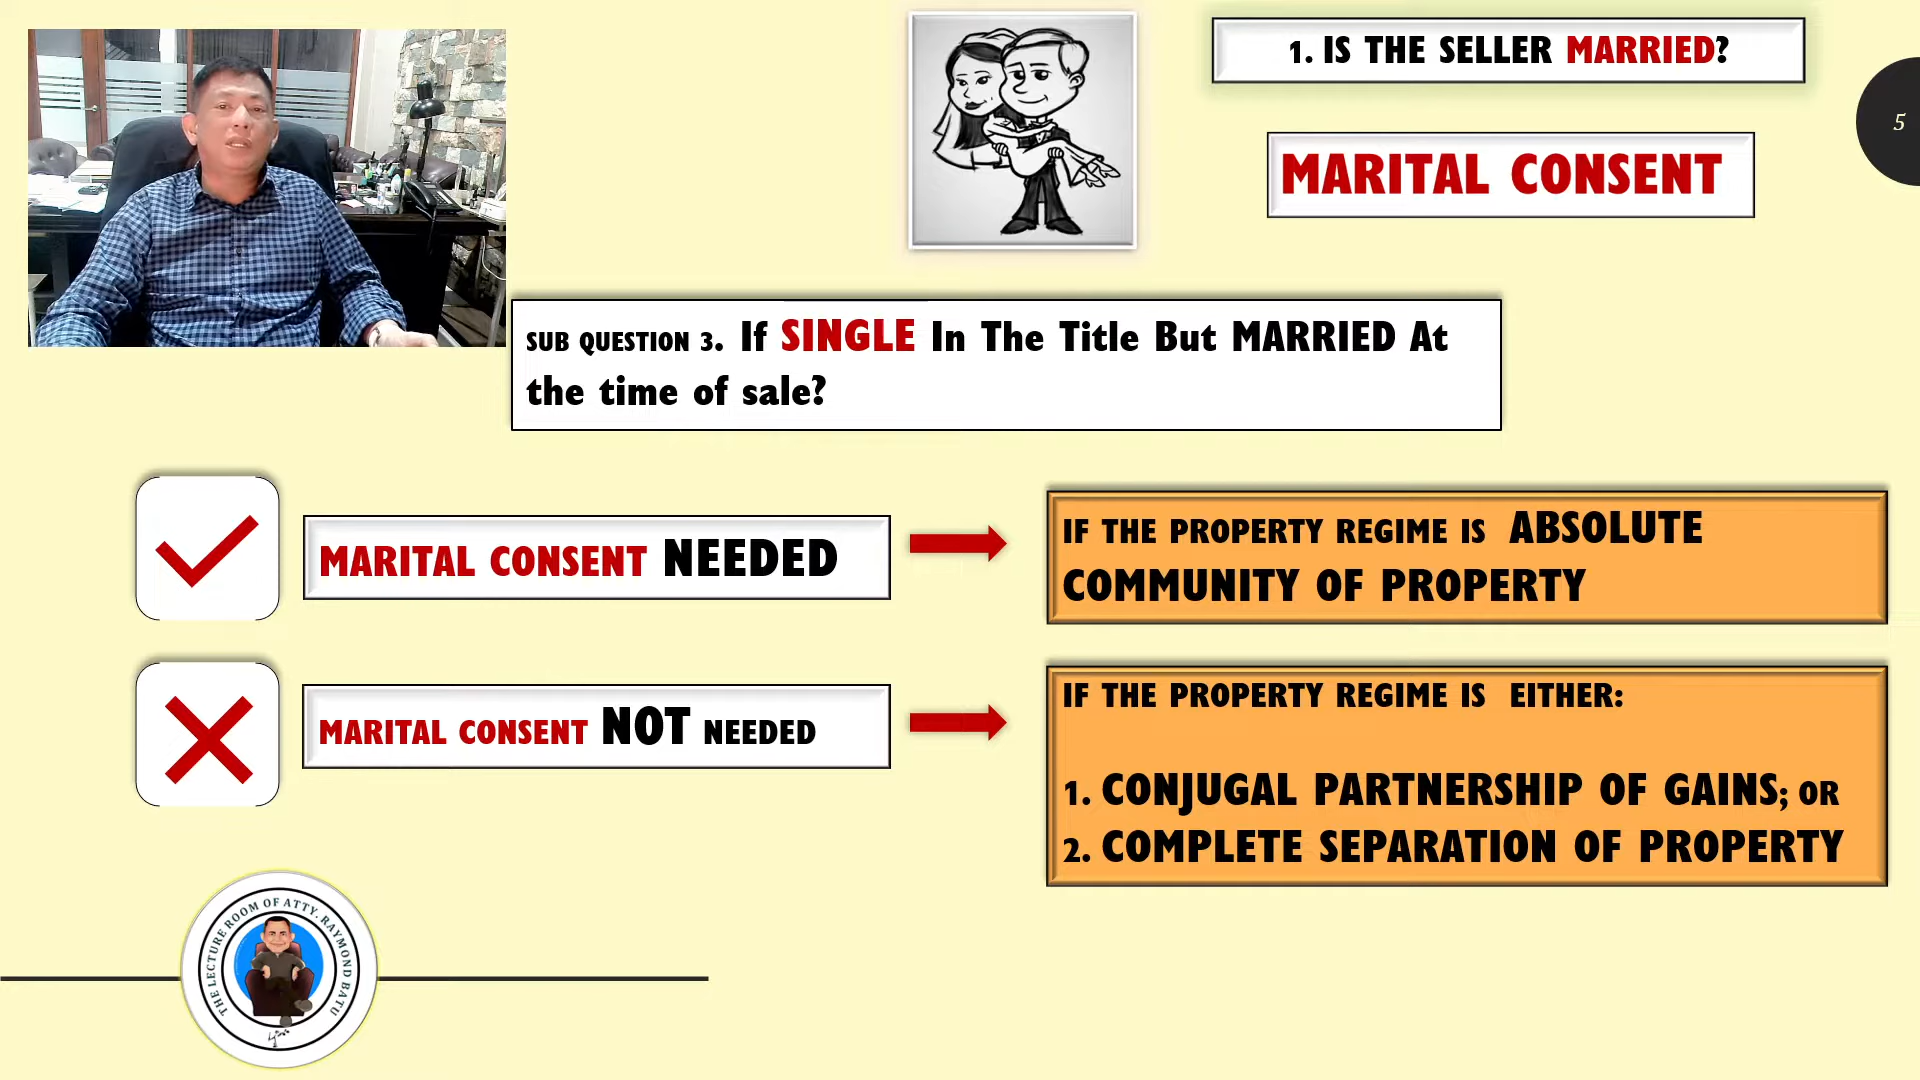 1. IS THE SELLER MARRIED?
5
MARITAL CONSENT
SUB QUESTION 3. If SINGLE In The Title But MARRIED At
the time of sale?
MARITAL CONSENT NEEDED
IF THE PROPERTY REGIME IS ABSOLUTE
COMMUNITY OF PROPERTY
MARITAL CONSENT NOT NEEDED
IF THE PROPERTY REGIME IS EITHER:
1. CONJUGAL PARTNERSHIP OF GAINS; OR
2. COMPLETE SEPARATION OF PROPERTY
THE LECTURE ROOM OF ATTY. RAYMOND BATU